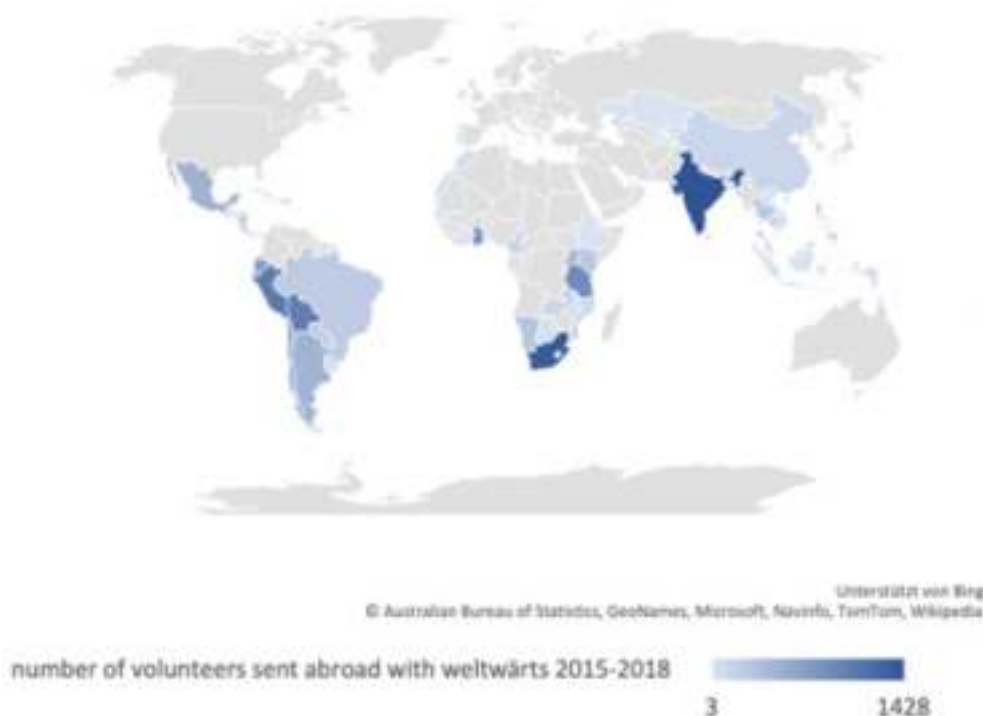 Unterstützt von Bing
© Australian Bureau of Statistics, GeoNames, Microsoft, Navinfo, TomTom, Wikipedia
number of volunteers sent abroad with weltwärts 2015-2018
3 1428